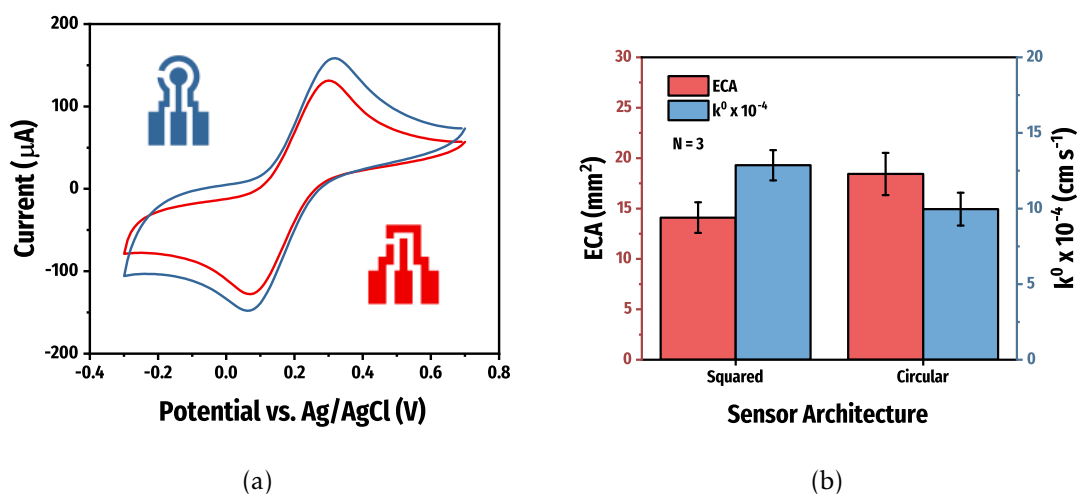 200
100
0
-100
-200
Current (μA)
-0.4
-0.2
0.0
0.2
0.4
0.6
0.8
Potential vs. Ag/AgCl (V)
(a)
30
25
20
15
10
5
0
ECA (mm²)
ECA
k⁰ x 10⁻⁴
N = 3
20
15
10
5
0
k⁰ x 10⁻⁴ (cm s⁻¹)
Squared
Circular
Sensor Architecture
(b)